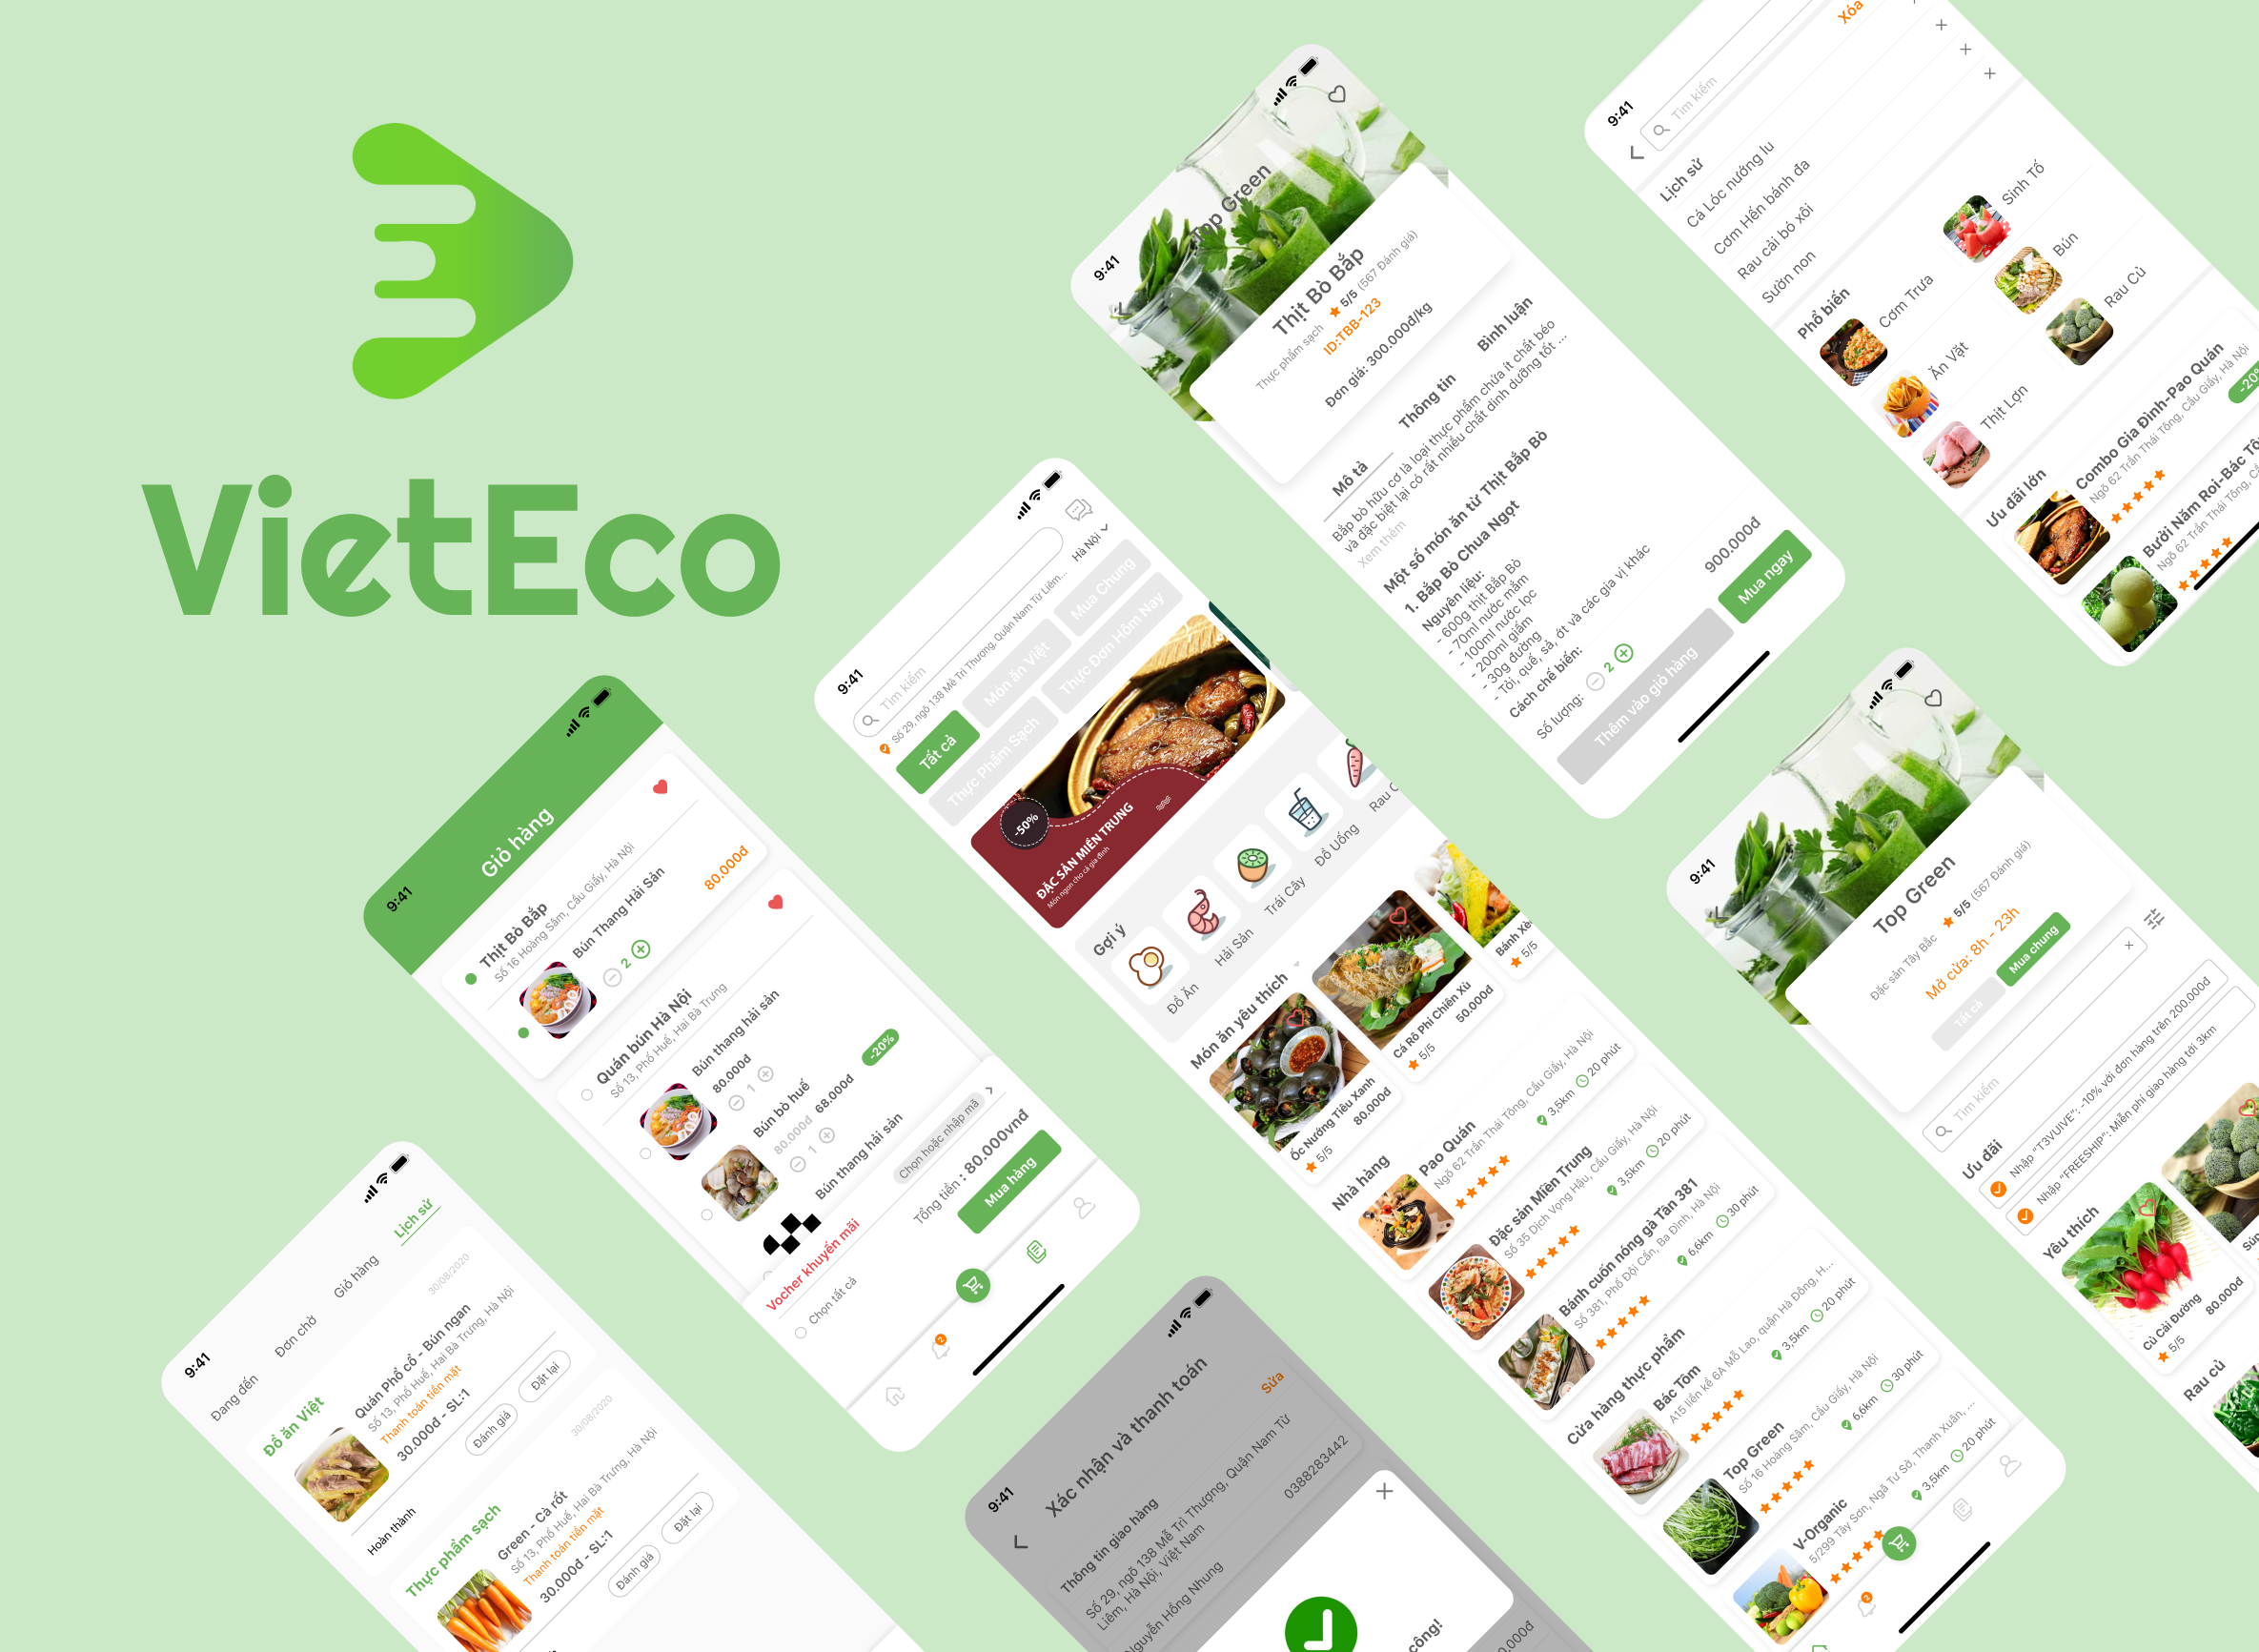 VietEco
9:41
Top Green
Thịt Bò Bắp
Thực phẩm sạch
5/5 (567 Đánh giá)
ID:TBB-123
Đơn giá: 300.000đ/kg
Mô tả
Thông tin
Bình luận
Bắp bò hữu cơ là loại thực phẩm chứa ít chất béo
và đặc biệt lại có rất nhiều chất dinh dưỡng tốt ...
Xem thêm
Một số món ăn từ Thịt Bắp Bò
1. Bắp Bò Chua Ngọt
Nguyên liệu:
- 600g thịt Bắp Bò
- 70ml nước mắm
- 100ml nước lọc
- 200ml giấm
- 30g đường
- Tỏi, quế, sả, ớt và các gia vị khác
Cách chế biến:
Số lượng:
2
900.000đ
Thêm vào giỏ hàng
Mua ngay
9:41
Tìm kiếm
Xóa
Lịch sử
Cá Lóc nướng lu
Cơm Hến bánh đa
Rau cải bó xôi
Sườn non
Phổ biến
Cơm Trưa
Sinh Tố
Ăn Vặt
Bún
Thịt Lợn
Rau Củ
Ưu đãi lớn
Combo Gia Đình-Pao Quán
Ngõ 62 Trần Thái Tông, Cầu Giấy, Hà Nội
-20%
Bưởi Năm Roi-Bác Tô
Ngõ 62 Trần Thái Tông, C
9:41
Tìm kiếm
Số 29, ngõ 138 Mễ Trì Thượng, Quận Nam Từ Liêm...
Hà Nội
Tất cả
Món ăn Việt
Mua Chung
Thực Phẩm Sạch
Thực Đơn Hôm Nay
-50%
ĐẶC SẢN MIỀN TRUNG
Món ngon cho cả gia đình
Gợi ý
Đồ Ăn
Hải Sản
Trái Cây
Đồ Uống
Rau C
Món ăn yêu thích
Ốc Nướng Tiêu Xanh
5/5
80.000đ
Cá Rô Phi Chiên Xù
5/5
50.000đ
Bánh Xè
5/5
Nhà hàng
Pao Quán
Ngõ 62 Trần Thái Tông, Cầu Giấy, Hà Nội
3,5km
20 phút
Đặc sản Miền Trung
Số 35 Dịch Vọng Hậu, Cầu Giấy, Hà Nội
3,5km
20 phút
Bánh cuốn nóng gà Tần 381
Số 381, Phố Đội Cấn, Ba Đình, Hà Nội
6,6km
30 phút
Cửa hàng thực phẩm
Bác Tôm
A15 liền kề 6A Mỗ Lao, quận Hà Đông, H...
3,5km
20 phút
Top Green
Số 16 Hoàng Sâm, Cầu Giấy, Hà Nội
6,6km
30 phút
V-Organic
5/299 Tây Sơn, Ngã Tư Sở, Thanh Xuân, ...
3,5km
20 phút
2
9:41
Giỏ hàng
Thịt Bò Bắp
Số 16 Hoàng Sâm, Cầu Giấy, Hà Nội
Bún Thang Hải Sản
2
80.000đ
Quán bún Hà Nội
Số 13, Phố Huế, Hai Bà Trưng
Bún thang hải sản
80.000đ
1
Bún bò huế
80.000đ 68.000đ
-20%
1
Bún thang hải sản
Vocher khuyến mãi
Chọn hoặc nhập mã
Chọn tất cả
Tổng tiền : 80.000vnđ
Mua hàng
2
9:41
Top Green
Đặc sản Tây Bắc
5/5 (567 Đánh giá)
Mở cửa: 8h - 23h
Tất cả
Mua chung
Tìm kiếm
Ưu đãi
Nhập "T3VUIVE": -10% với đơn hàng trên 200.000đ
Nhập "FREESHIP": Miễn phí giao hàng tới 3km
Yêu thích
Củ Cải Đường
5/5
80.000đ
Súp
Rau củ
9:41
Đang đến
Đơn chờ
Giỏ hàng
Lịch sử
Đồ ăn Việt
30/08/2020
Quán Phố cổ - Bún ngan
Số 13, Phố Huế, Hai Bà Trưng, Hà Nội
Thanh toán tiền mặt
30.000đ - SL:1
Hoàn thành
Đánh giá
Đặt lại
Thực phẩm sạch
30/08/2020
Green - Cà rốt
Số 13, Phố Huế, Hai Bà Trưng, Hà Nội
Thanh toán tiền mặt
30.000đ - SL:1
Đánh giá
Đặt lại
9:41
Xác nhận và thanh toán
Thông tin giao hàng
Sửa
Số 29, ngõ 138 Mễ Trì Thượng, Quận Nam Từ
Liêm, Hà Nội, Việt Nam
Nguyễn Hồng Nhung
0388283442
công!
000đ